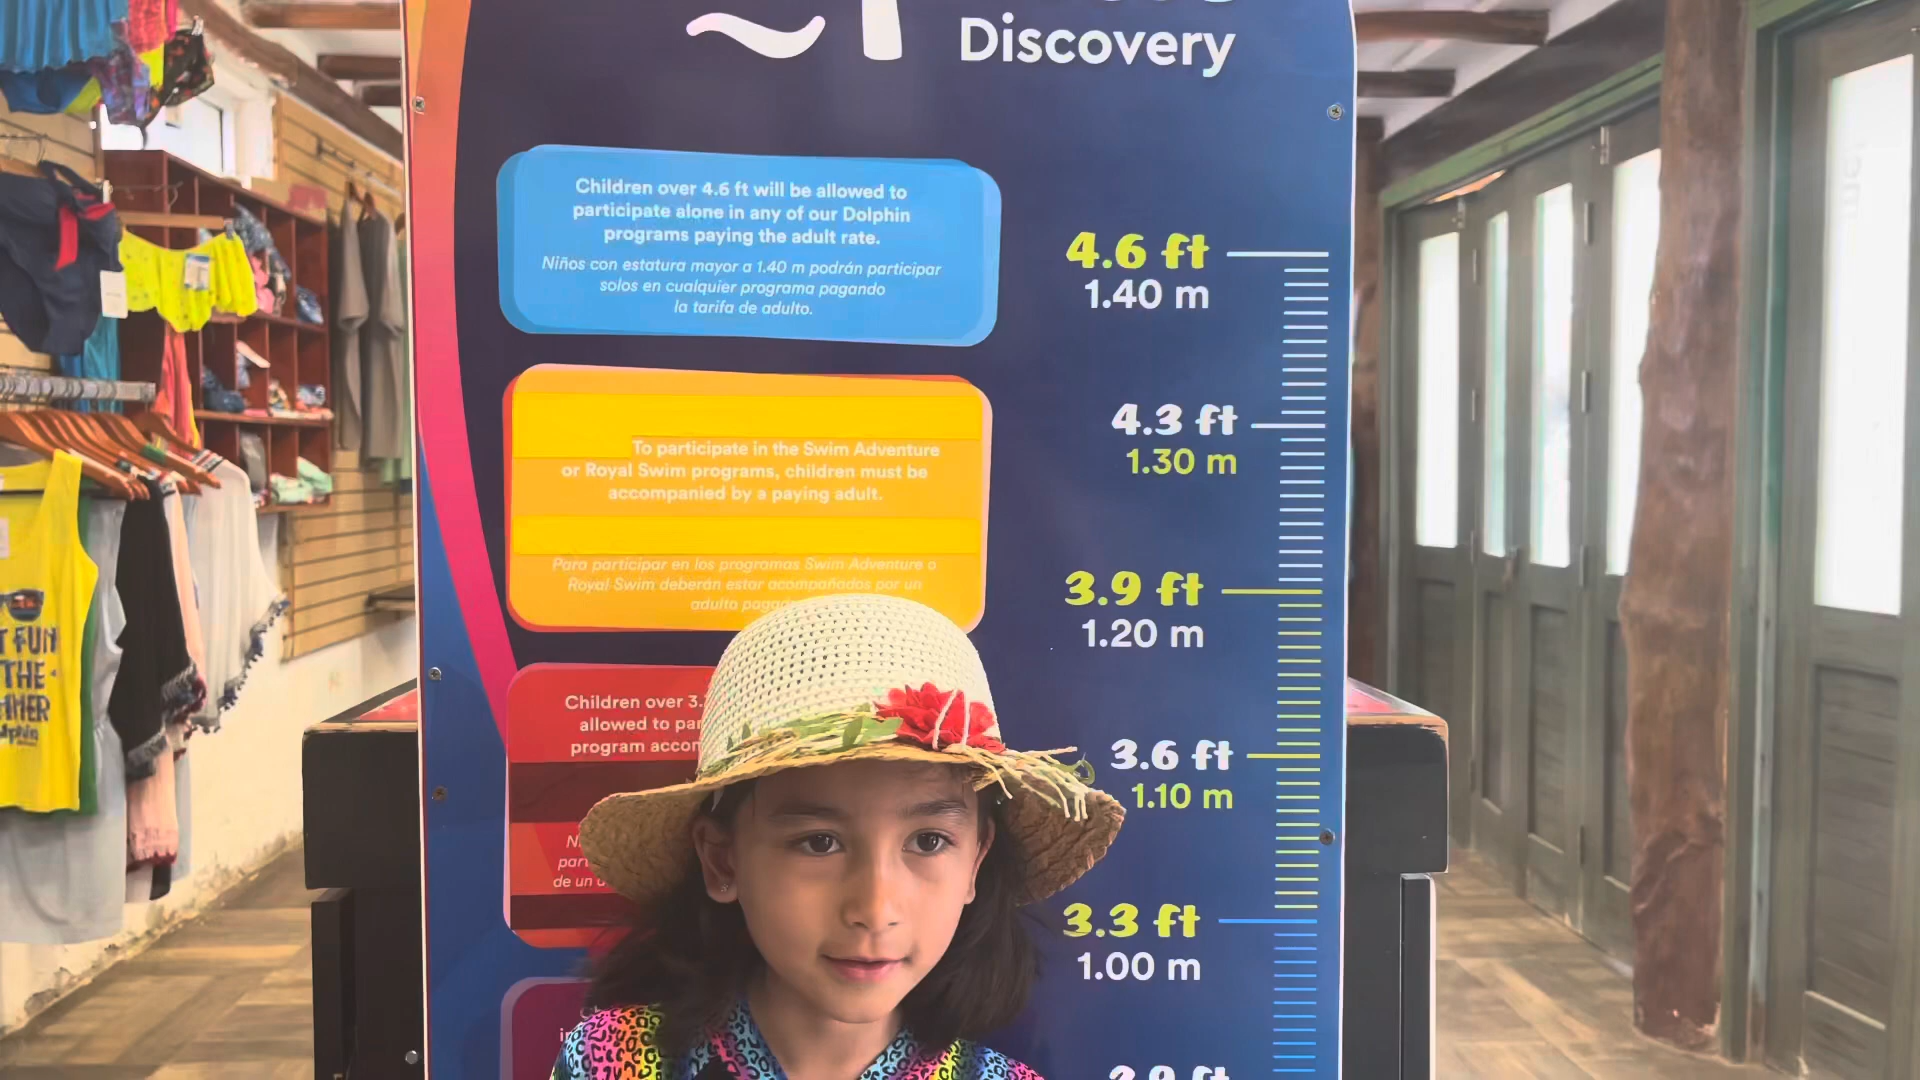 Discovery
Children over 4.6 ft will be allowed to
participate alone in any of our Dolphin
programs paying the adult rate.
Niños con estatura mayor a 1.40 m podrán participar
solos en cualquier programa pagando
la tarifa de adulto.
To participate in the Swim Adventure
or Royal Swim programs, children must be
accompanied by a paying adult.
Para participar en los programas Swim Adventure o
Royal Swim deberán estar acompañados por un
adulto
Children over 3.
allowed to
program
de un
4.6 ft
1.40 m
4.3 ft
1.30 m
3.9 ft
1.20 m
3.6 ft
1.10 m
3.3 ft
1.00 m
FUN
THE